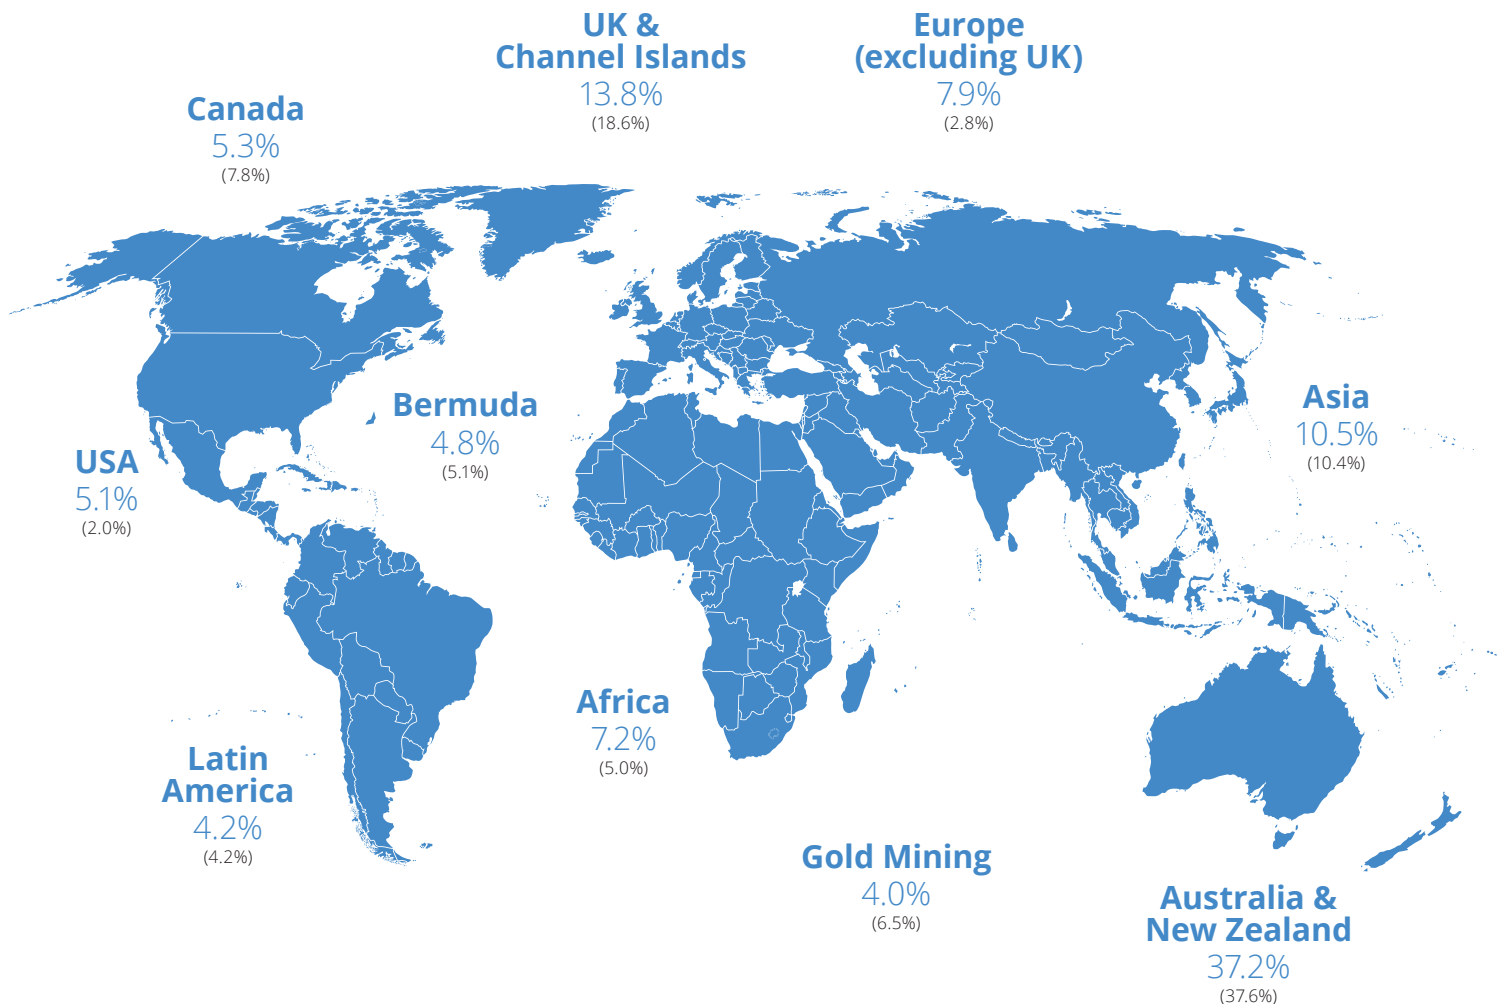 UK &
Channel Islands
13.8%
(18.6%)
Europe
(excluding UK)
7.9%
(2.8%)
Canada
5.3%
(7.8%)
Bermuda
4.8%
(5.1%)
Asia
10.5%
(10.4%)
USA
5.1%
(2.0%)
Africa
7.2%
(5.0%)
Latin
America
4.2%
(4.2%)
Gold Mining
4.0%
(6.5%)
Australia &
New Zealand
37.2%
(37.6%)